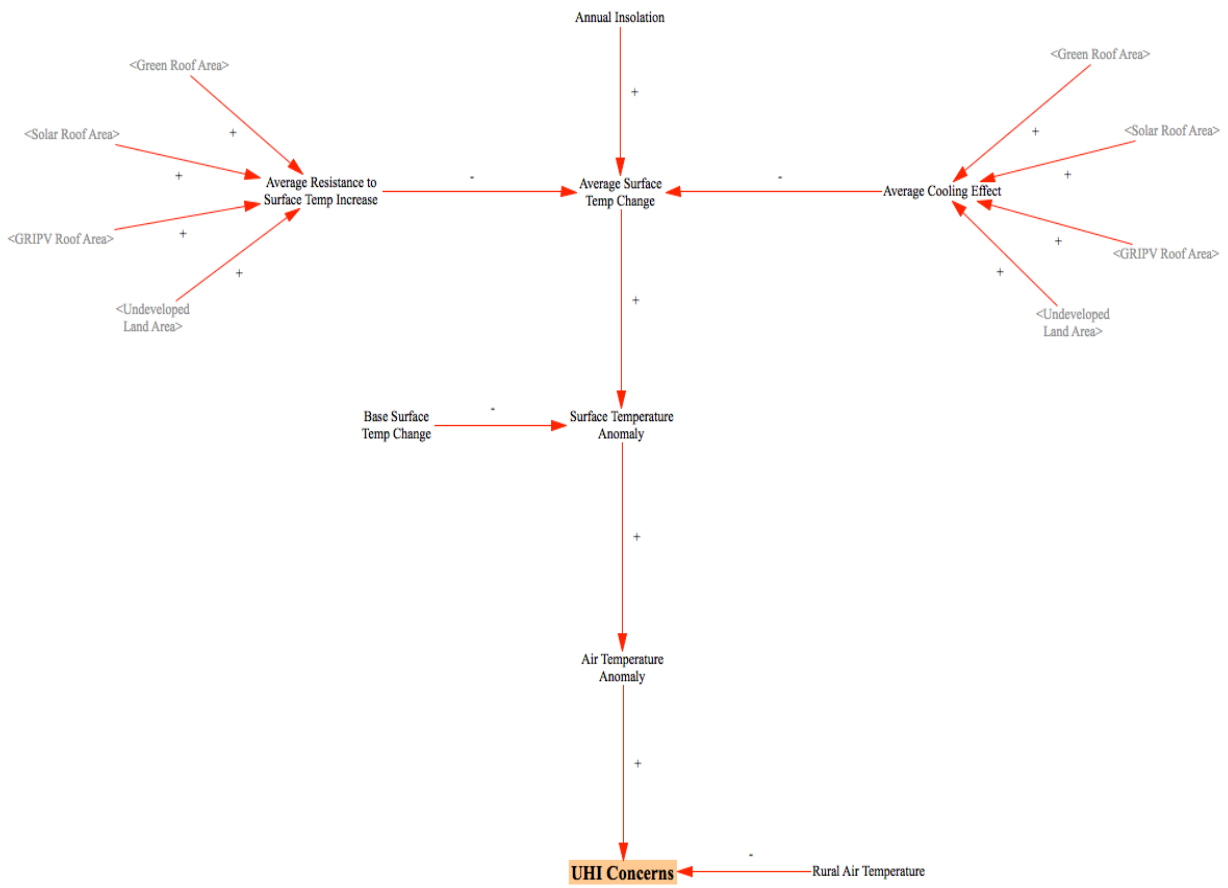 Annual Insolation
<Green Roof Area>
<Green Roof Area>
+
+
+
<Solar Roof Area>
<Solar Roof Area>
+
+
-
-
+
Average Resistance to
Surface Temp Increase
Average Surface
Temp Change
Average Cooling Effect
<GRIPV Roof Area>
+
+
<GRIPV Roof Area>
+
+
<Undeveloped
Land Area>
+
<Undeveloped
Land Area>
Base Surface
Temp Change
-
Surface Temperature
Anomaly
+
Air Temperature
Anomaly
+
-
UHI Concerns
Rural Air Temperature